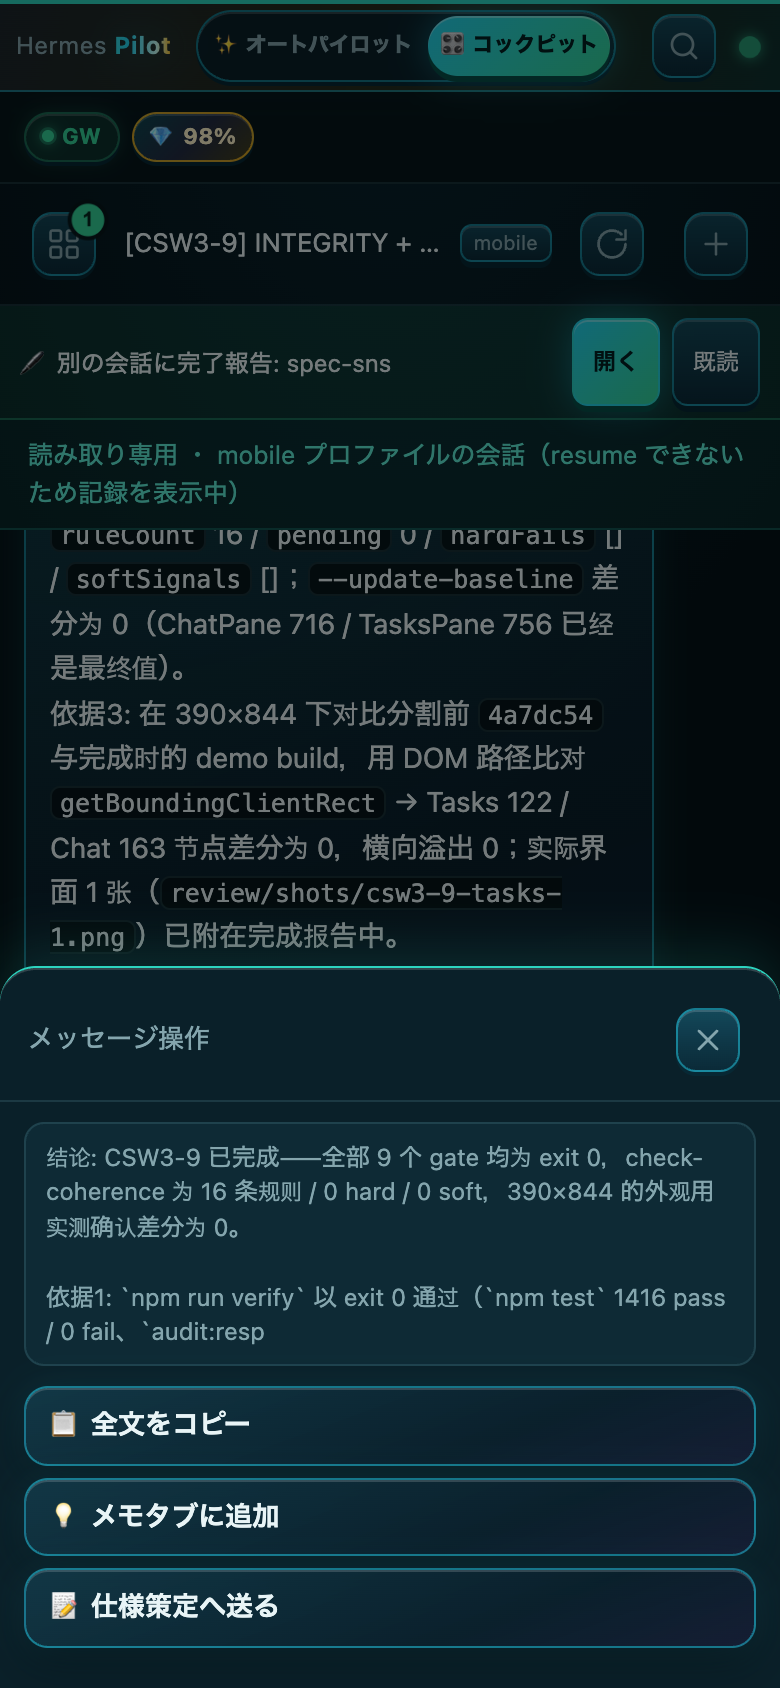 Hermes Pilot
✨ オートパイロット
🎛️ コックピット
GW
💎 98%
1
[CSW3-9] INTEGRITY + ...
mobile
別の会話に完了報告: spec-sns
開く
既読
読み取り専用 ・ mobile プロファイルの会話（resume できない
ため記録を表示中）
ruleCount 16 / pending 0 / hardFails []
/ softSignals []；--update-baseline 差
分为 0（ChatPane 716 / TasksPane 756 已经
是最终值）。
依据3: 在 390×844 下对比分割前 4a7dc54
与完成时的 demo build，用 DOM 路径比对
getBoundingClientRect → Tasks 122 /
Chat 163 节点差分为 0，横向溢出 0；实际界
面 1 张（review/shots/csw3-9-tasks-
1.png）已附在完成报告中。
メッセージ操作
结论: CSW3-9 已完成——全部 9 个 gate 均为 exit 0，check-
coherence 为 16 条规则 / 0 hard / 0 soft，390×844 的外观用
实测确认差分为 0。
依据1: `npm run verify` 以 exit 0 通过（`npm test` 1416 pass
/ 0 fail、`audit:resp
📋 全文をコピー
💡 メモタブに追加
📝 仕様策定へ送る